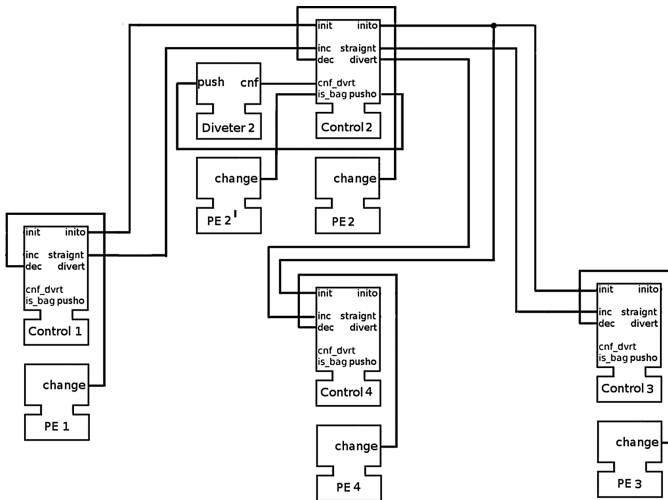 init inito
inc straignt
dec divert
cnf_dvrt
is_bag pusho
Control 2
push cnf
Diveter 2
change
PE 2'
change
PE 2
init inito
inc straignt
dec divert
cnf_dvrt
is_bag pusho
Control 1
change
PE 1
init inito
inc straignt
dec divert
cnf_dvrt
is_bag pusho
Control 4
change
PE 4
init inito
inc straignt
dec divert
cnf_dvrt
is_bag pusho
Control 3
change
PE 3